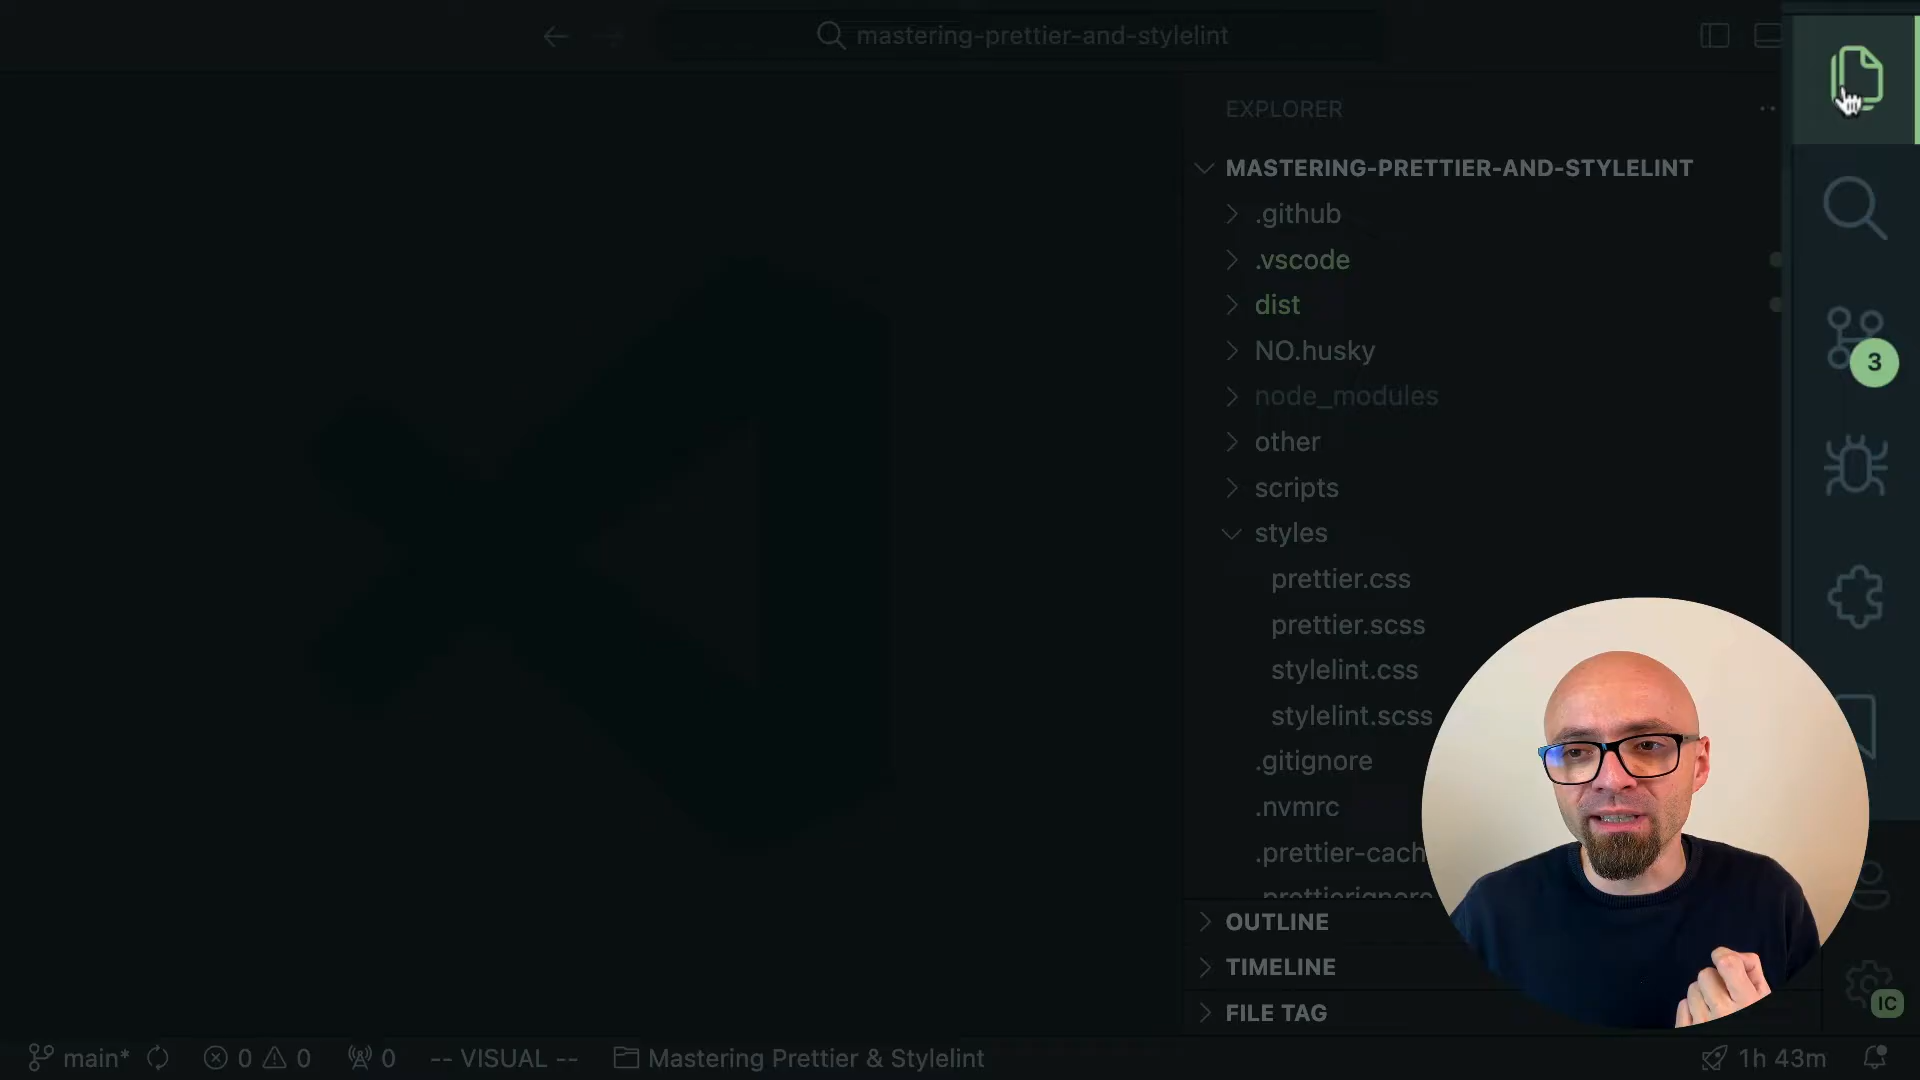 mastering-prettier-and-stylelint
EXPLORER
MASTERING-PRETTIER-AND-STYLELINT
.github
.vscode
dist
NO.husky
node_modules
other
scripts
styles
prettier.css
prettier.scss
stylelint.css
stylelint.scss
.gitignore
.nvmrc
.prettier-cach
.prettierignore
OUTLINE
TIMELINE
FILE TAG
3
IC
main* 0 0 0 -- VISUAL -- Mastering Prettier & Stylelint 1h 43m